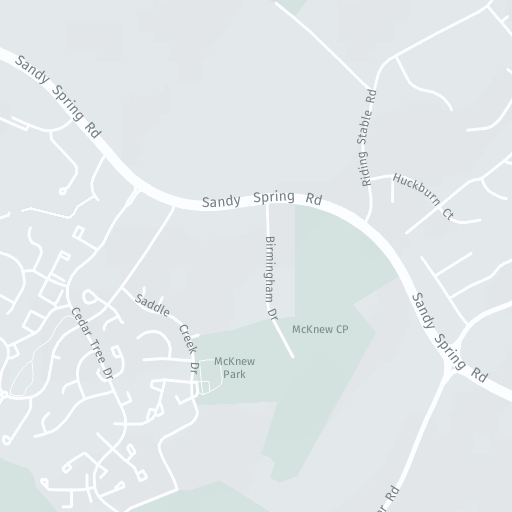 Sandy Spring Rd
Riding Stable Rd
Huckburn Ct
Sandy Spring Rd
Birmingham Dr
Saddle Creek Dr
Cedar Tree Dr
McKnew CP
McKnew
Park
Sandy Spring Rd
Rd